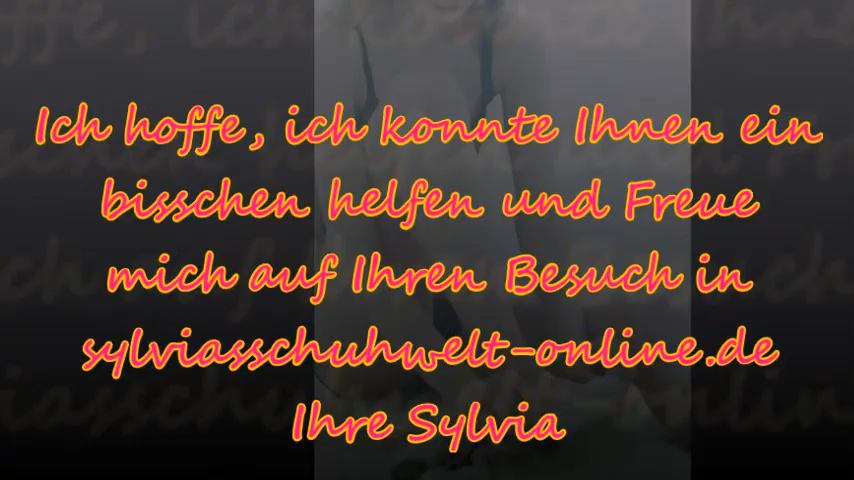 Ich hoffe, ich konnte Ihnen ein
bisschen helfen und Freue
mich auf Ihren Besuch in
sylviasschuhwelt-online.de
Ihre Sylvia